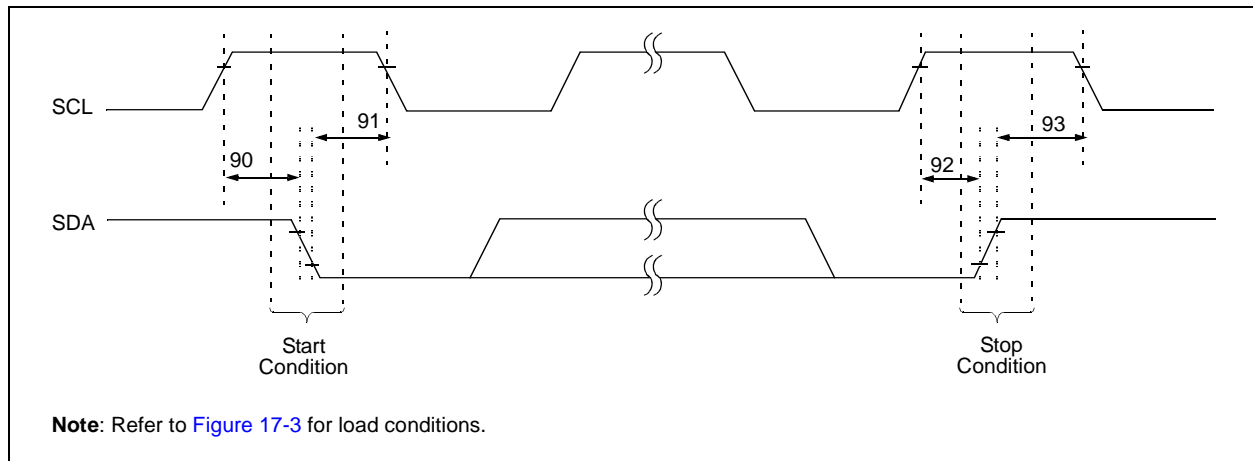 SCL
91
93
90
92
SDA
Start
Condition
Stop
Condition
Note: Refer to Figure 17-3 for load conditions.